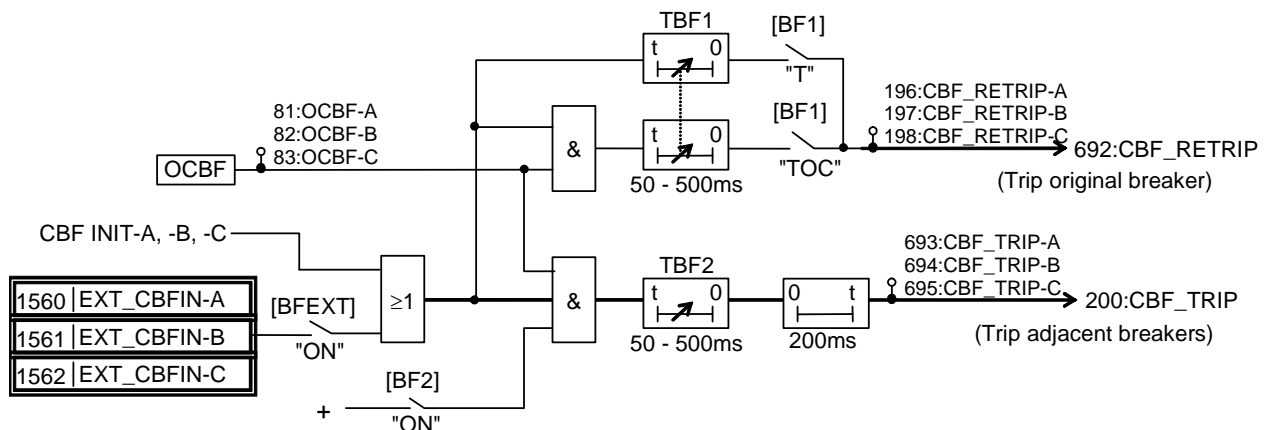 TBF1
t 0
[BF1]
"T"
81:OCBF-A
82:OCBF-B
83:OCBF-C
OCBF
&
t 0
50 - 500ms
[BF1]
"TOC"
196:CBF_RETRIP-A
197:CBF_RETRIP-B
198:CBF_RETRIP-C
692:CBF_RETRIP
(Trip original breaker)
CBF INIT-A, -B, -C
1560 EXT_CBFIN-A
1561 EXT_CBFIN-B
1562 EXT_CBFIN-C
[BFEXT]
"ON"
≥1
&
TBF2
t 0
50 - 500ms
0 t
200ms
693:CBF_TRIP-A
694:CBF_TRIP-B
695:CBF_TRIP-C
200:CBF_TRIP
(Trip adjacent breakers)
[BF2]
+
"ON"